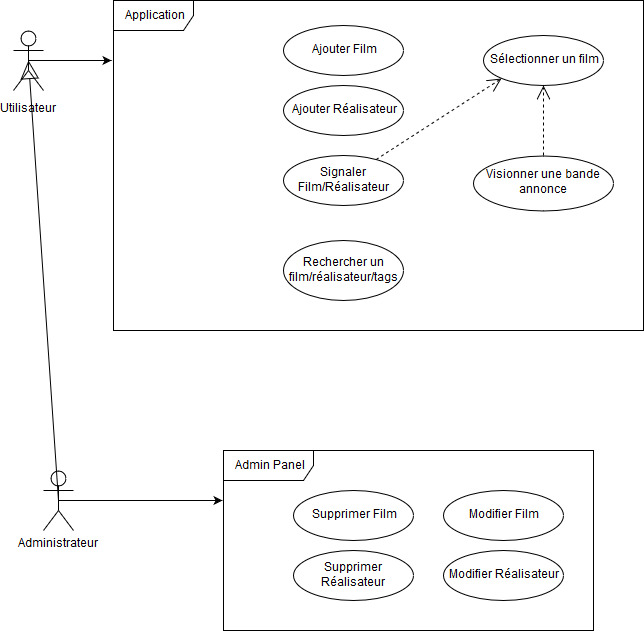 Application
Ajouter Film
Sélectionner un film
Utilisateur
Ajouter Réalisateur
Signaler
Film/Réalisateur
Visionner une bande
annonce
Rechercher un
film/réalisateur/tags
Admin Panel
Supprimer Film
Modifier Film
Administrateur
Supprimer
Réalisateur
Modifier Réalisateur